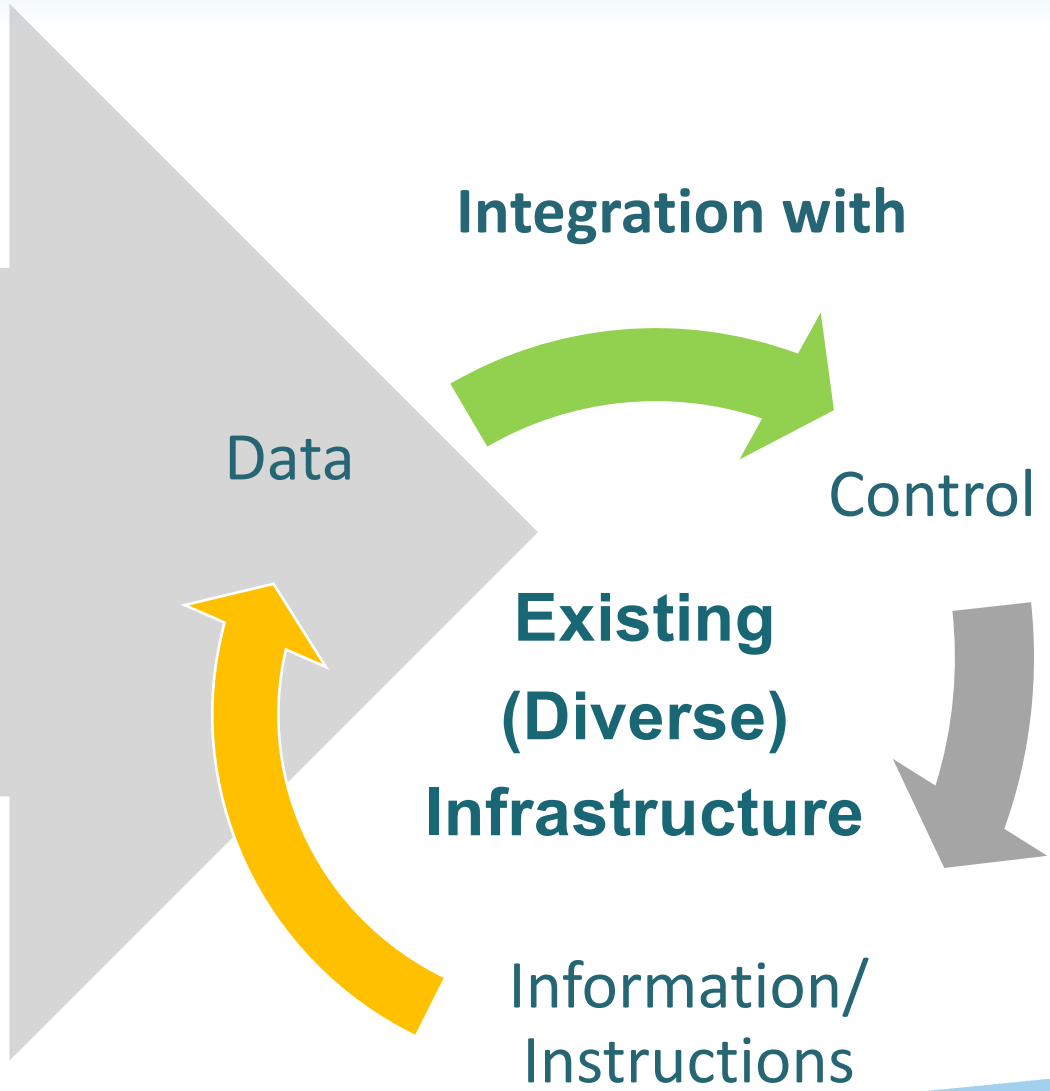 Integration with
Data
Control
Existing
(Diverse)
Infrastructure
Information/
Instructions